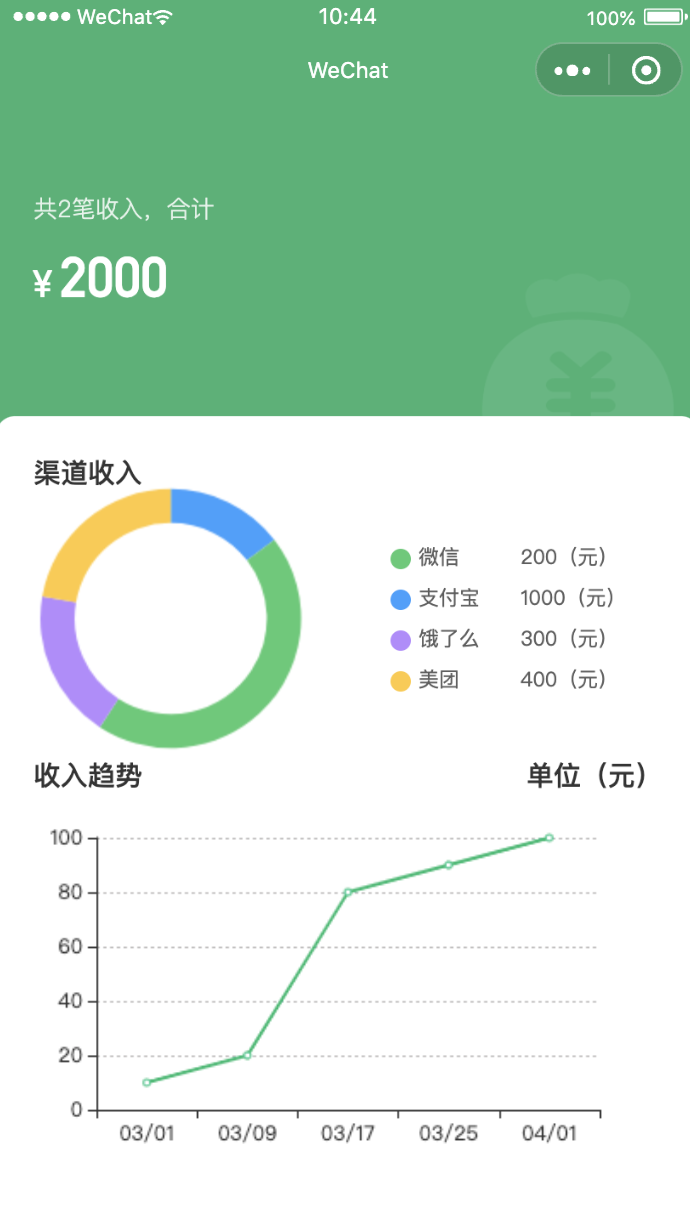 WeChat 10:44 100%
WeChat
共2笔收入，合计
¥2000
渠道收入
微信 200（元）
支付宝 1000（元）
饿了么 300（元）
美团 400（元）
收入趋势 单位（元）
100
80
60
40
20
0
03/01 03/09 03/17 03/25 04/01